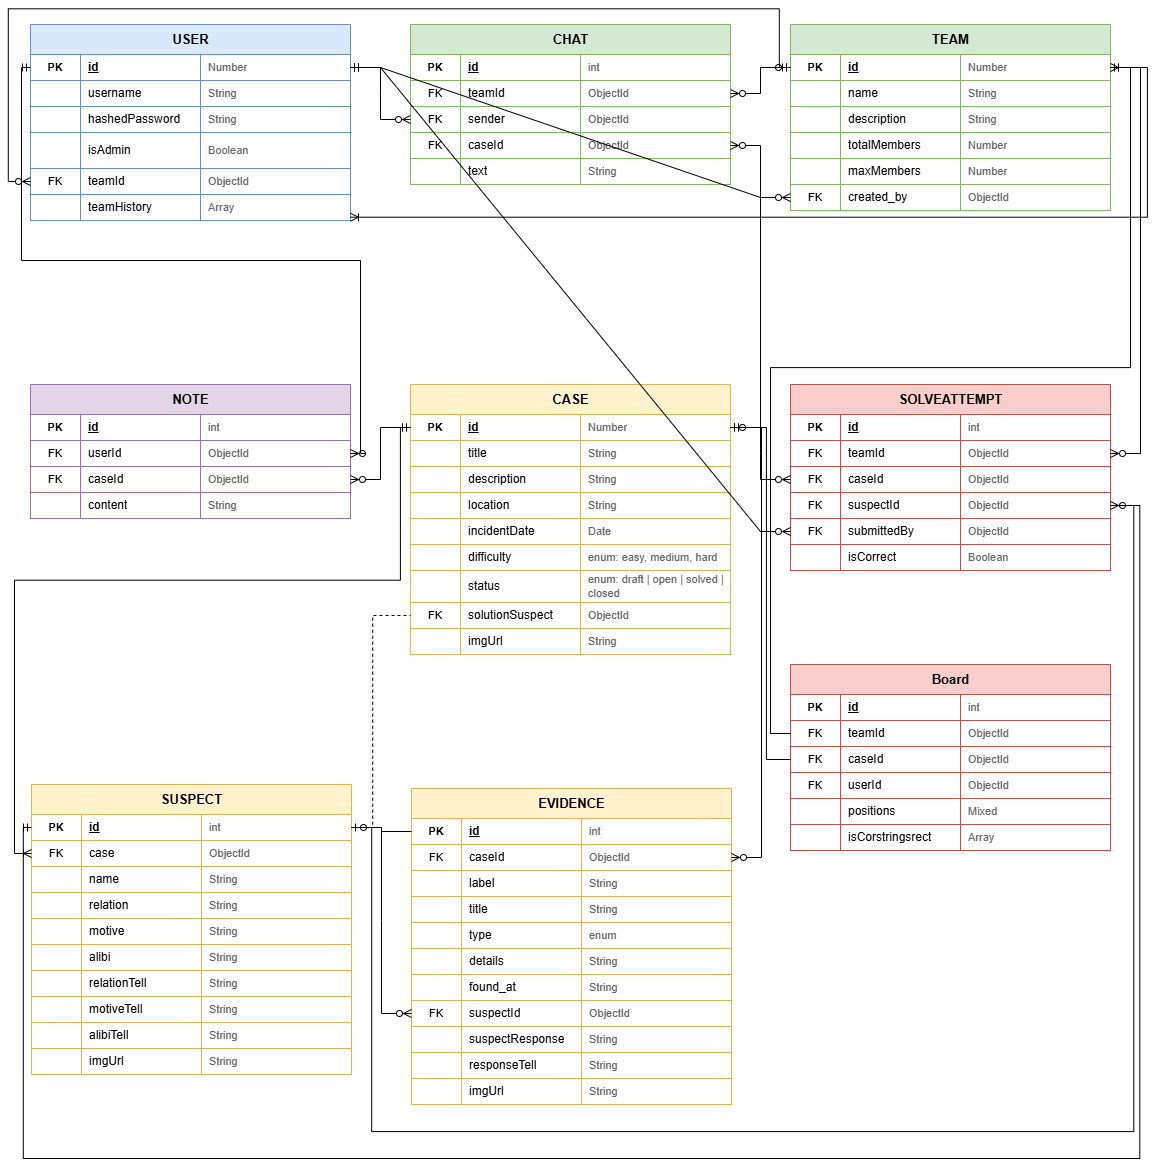 USER
PK id Number
username String
hashedPassword String
isAdmin Boolean
FK teamId ObjectId
teamHistory Array
CHAT
PK id int
FK teamId ObjectId
FK sender ObjectId
FK caseId ObjectId
text String
TEAM
PK id Number
name String
description String
totalMembers Number
maxMembers Number
FK created_by ObjectId
NOTE
PK id int
FK userId ObjectId
FK caseId ObjectId
content String
CASE
PK id Number
title String
description String
location String
incidentDate Date
difficulty enum: easy, medium, hard
status enum: draft | open | solved |
closed
FK solutionSuspect ObjectId
imgUrl String
SOLVEATTEMPT
PK id int
FK teamId ObjectId
FK caseId ObjectId
FK suspectId ObjectId
FK submittedBy ObjectId
isCorrect Boolean
Board
PK id int
FK teamId ObjectId
FK caseId ObjectId
FK userId ObjectId
positions Mixed
isCorstringsrect Array
SUSPECT
PK id int
FK case ObjectId
name String
relation String
motive String
alibi String
relationTell String
motiveTell String
alibiTell String
imgUrl String
EVIDENCE
PK id int
FK caseId ObjectId
label String
title String
type enum
details String
found_at String
FK suspectId ObjectId
suspectResponse String
responseTell String
imgUrl String